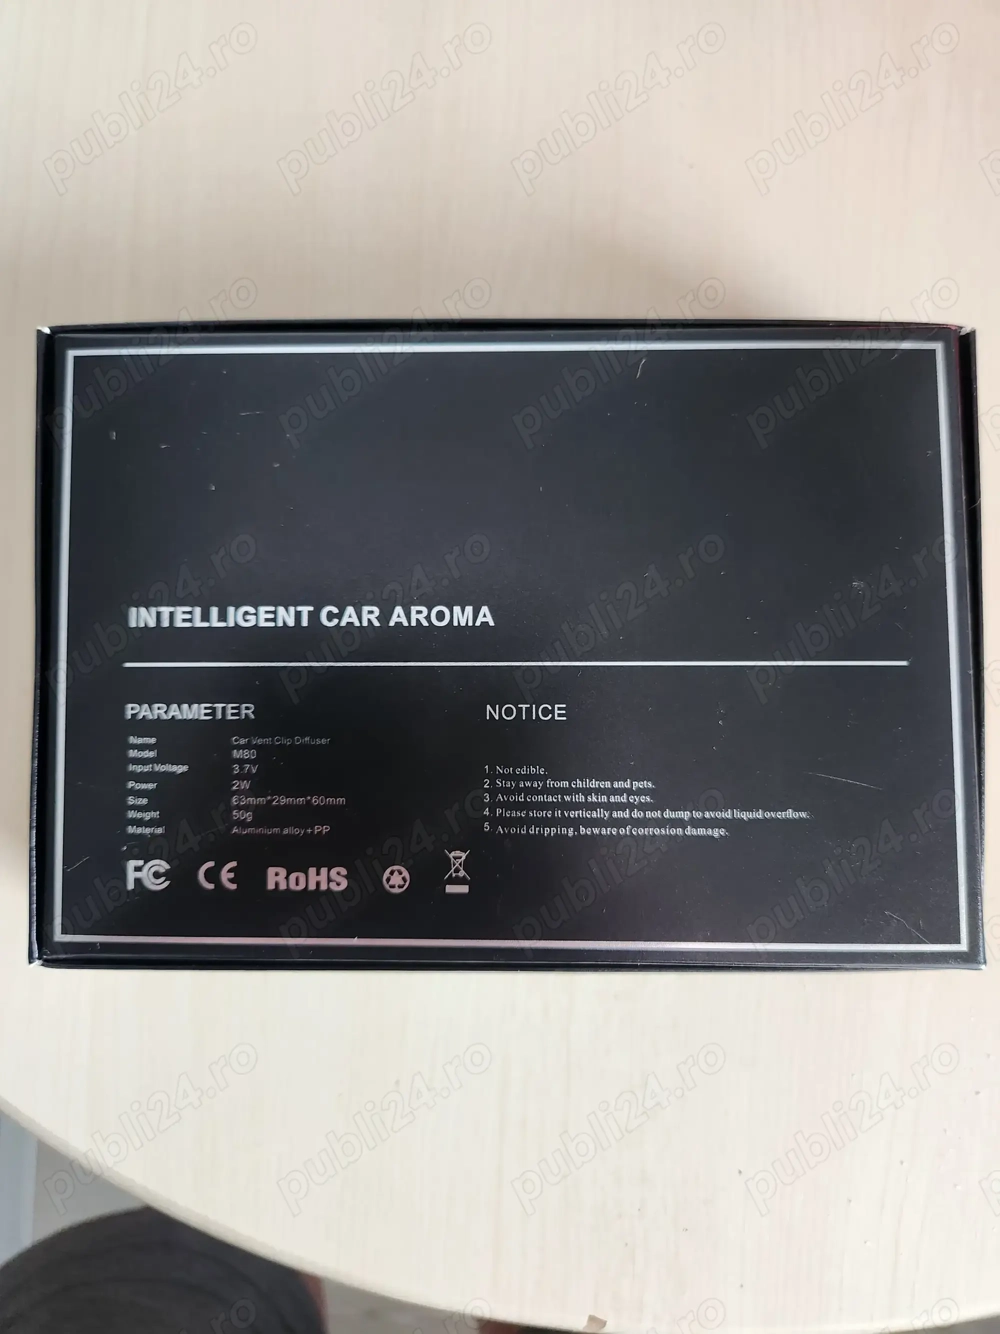 INTELLIGENT CAR AROMA
PARAMETER
Name Car Vent Clip Diffuser
Model M80
Input Voltage 3.7V
Power 2W
Size 63mm*29mm*60mm
Weight 50g
Material Aluminium alloy+PP
FC CE RoHS
NOTICE
1. Not edible.
2. Stay away from children and pets.
3. Avoid contact with skin and eyes.
4. Please store it vertically and do not dump to avoid liquid overflow.
5. Avoid dripping, beware of corrosion damage.
publi24.ro